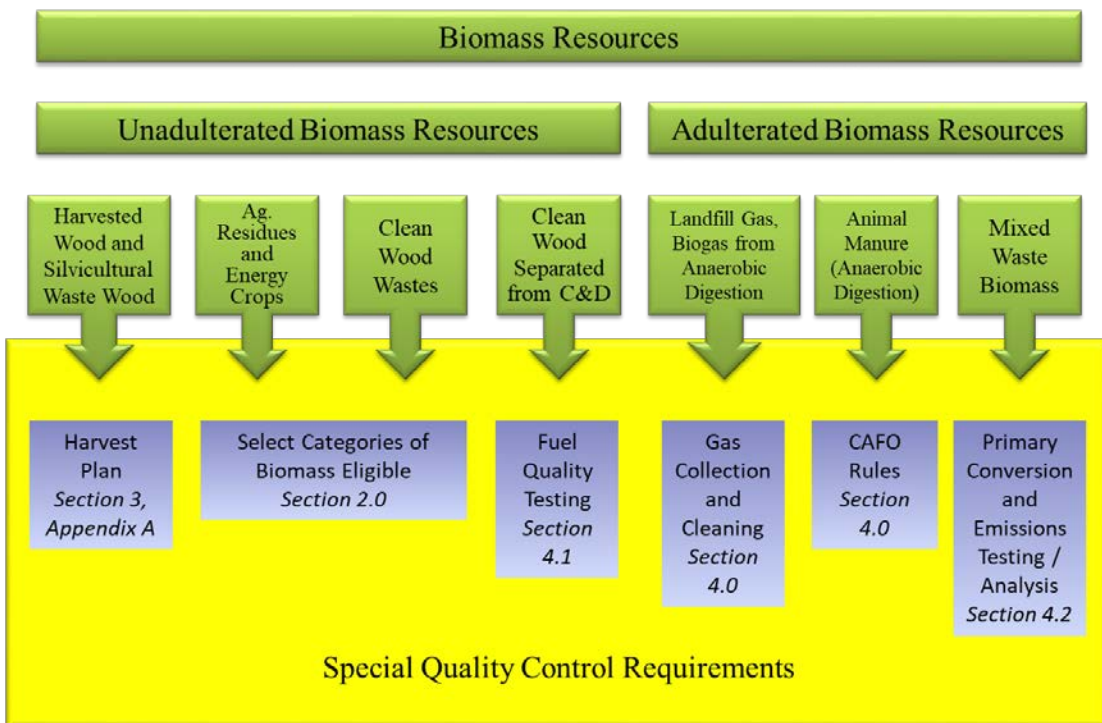 Biomass Resources
Unadulterated Biomass Resources
Adulterated Biomass Resources
Harvested
Wood and
Silvicultural
Waste Wood
Ag.
Residues
and
Energy
Crops
Clean
Wood
Wastes
Clean
Wood
Separated
from C&D
Landfill Gas,
Biogas from
Anaerobic
Digestion
Animal
Manure
(Anaerobic
Digestion)
Mixed
Waste
Biomass
Harvest
Plan
Section 3,
Appendix A
Select Categories of
Biomass Eligible
Section 2.0
Fuel
Quality
Testing
Section
4.1
Gas
Collection
and
Cleaning
Section
4.0
CAFO
Rules
Section
4.0
Primary
Conversion
and
Emissions
Testing /
Analysis
Section 4.2
Special Quality Control Requirements